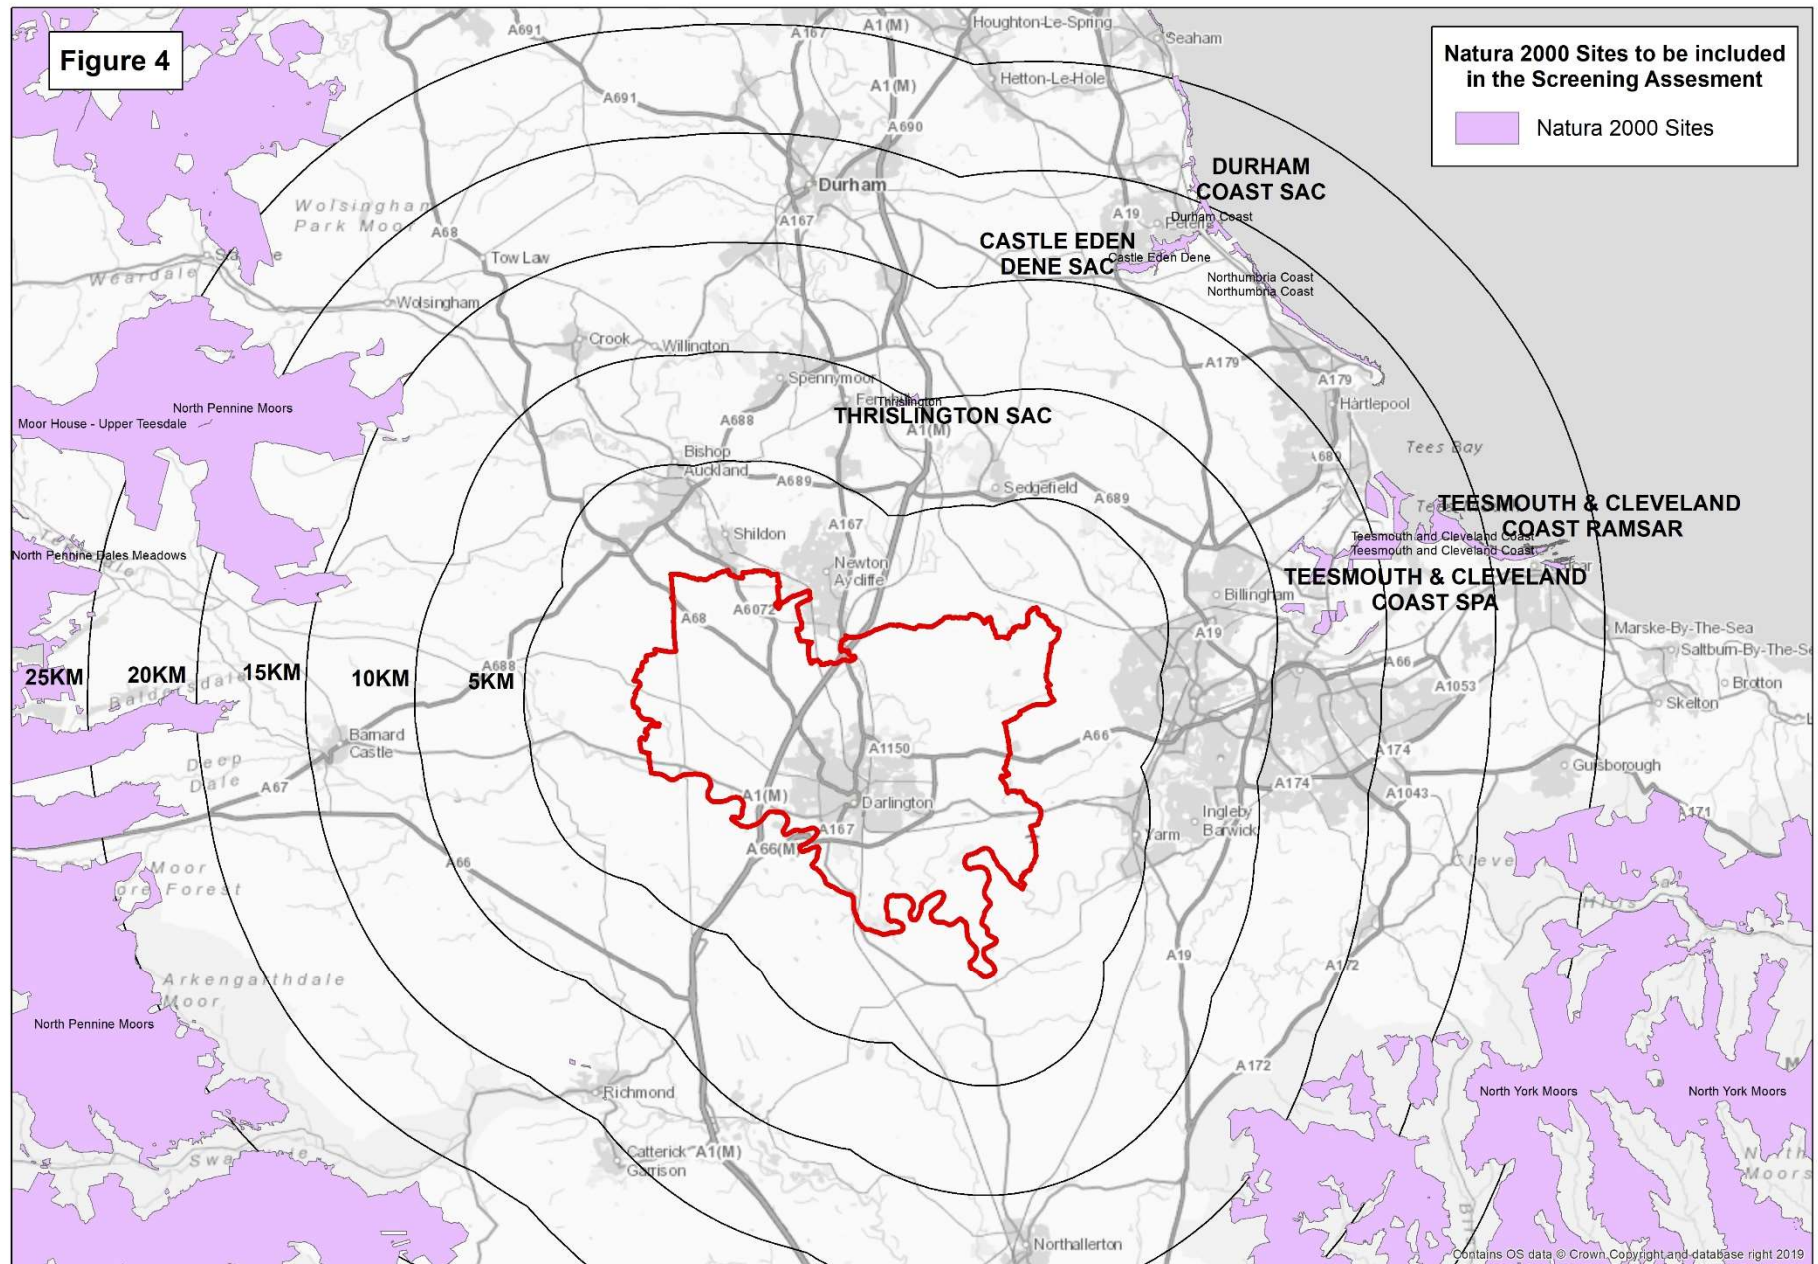 Figure 4
Natura 2000 Sites to be included
in the Screening Assesment
Natura 2000 Sites
A691
A167
A1(M)
Houghton-Le-Spring
Seaham
Hetton-Le-Hole
A691
A1(M)
A690
Durham
DURHAM
COAST SAC
Wolsingham
Park Moor
A68
A167
A19
Durham Coast
CASTLE EDEN
DENE SAC
Castle Eden Dene
Weardale
Tow Law
Northumbria Coast
Northumbria Coast
Wolsingham
Crook
Willington
A179
Spennymoor
A179
Hartlepool
Thrislington
THRISLINGTON SAC
North Pennine Moors
Moor House - Upper Teesdale
A688
A1(M)
Bishop
Auckland
A689
Tees Bay
A689
Sedgefield
A689
TEESMOUTH & CLEVELAND
COAST RAMSAR
Shildon
A167
Teesmouth and Cleveland Coast
Teesmouth and Cleveland Coast
North Pennine Dales Meadows
Newton
Aycliffe
TEESMOUTH & CLEVELAND
COAST SPA
Billingham
A68
A6072
A19
Marske-By-The-Sea
Saltburn-By-The-Se
25KM
20KM
15KM
10KM
5KM
A688
A66
A1053
Brotton
Skelton
Baldersdale
Barnard
Castle
A1150
A66
A174
Guisborough
Deep
Dale
A67
A1(M)
Darlington
A174
A1043
A171
Ingleby
Barwick
A167
A66(M)
Yarm
A66
Moor
ore Forest
Cleve
Hills
Arkengarthdale
Moor
A19
A172
North Pennine Moors
A172
Richmond
North York Moors
North York Moors
Catterick
Garrison
A1(M)
North
Moors
Northallerton
Contains OS data © Crown Copyright and database right 2019